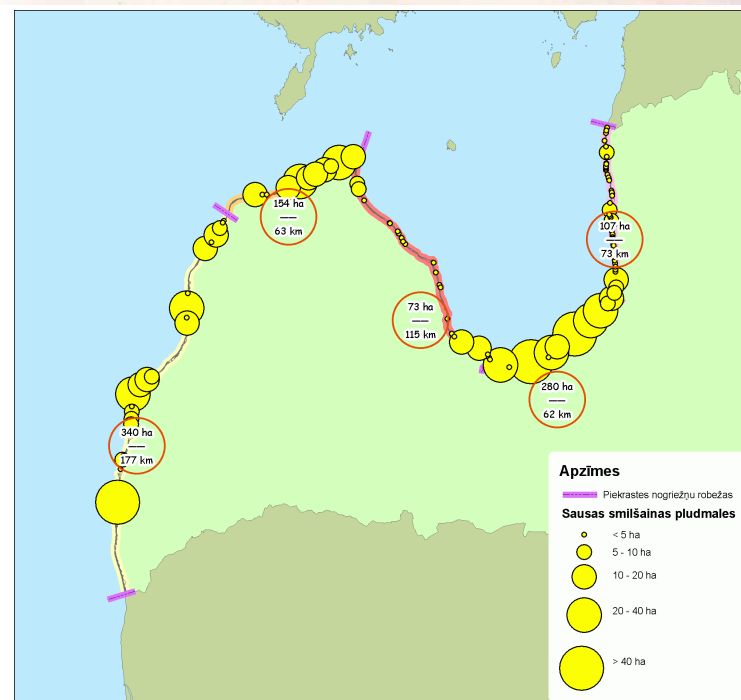 154 ha
63 km
107 ha
73 km
73 ha
115 km
280 ha
62 km
340 ha
177 km
Apzīmes
Piekrastes nogriežņu robežas
Sausas smilšainas pludmales
< 5 ha
5 - 10 ha
10 - 20 ha
20 - 40 ha
> 40 ha